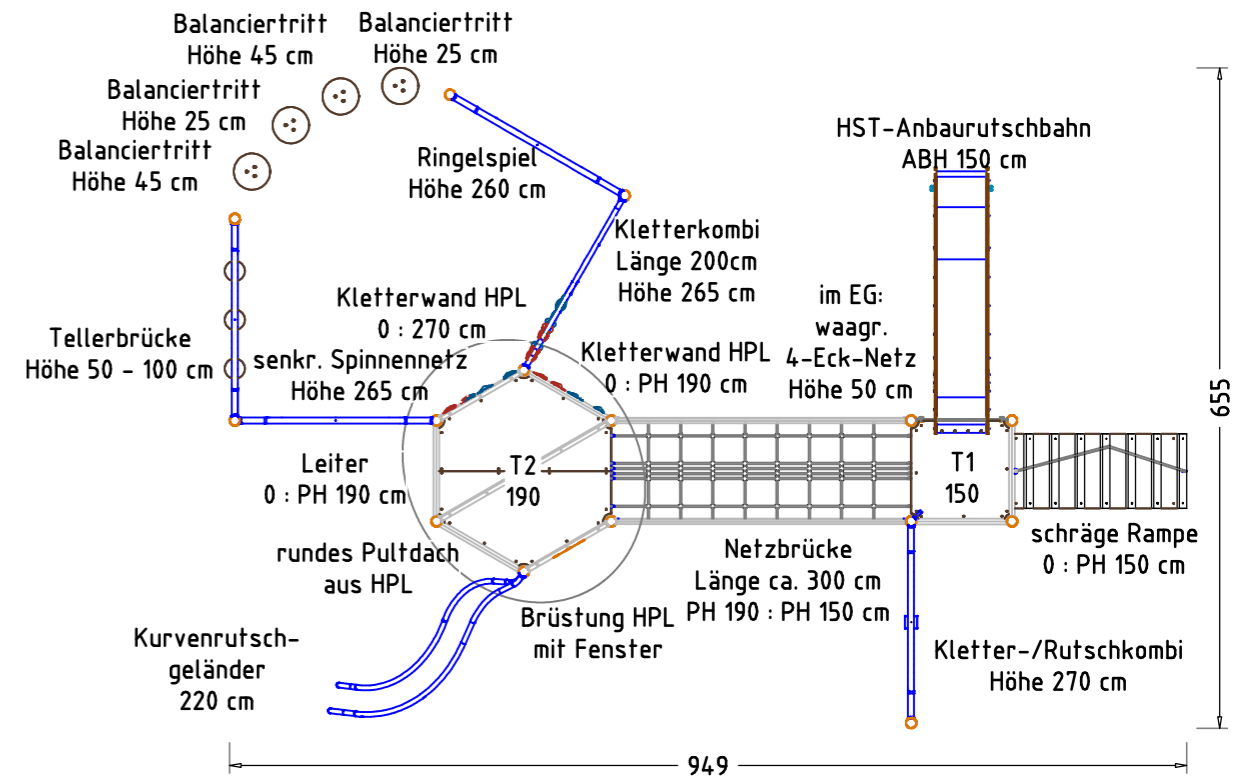 Balanciertritt
Höhe 45 cm
Balanciertritt
Höhe 25 cm
Balanciertritt
Höhe 25 cm
Balanciertritt
Höhe 45 cm
Ringelspiel
Höhe 260 cm
HST-Anbaurutschbahn
ABH 150 cm
Kletterkombi
Länge 200cm
Höhe 265 cm
im EG:
waagr.
4-Eck-Netz
Höhe 50 cm
Kletterwand HPL
0 : 270 cm
Kletterwand HPL
0 : PH 190 cm
Tellerbrücke
Höhe 50 - 100 cm
senkr. Spinnennetz
Höhe 265 cm
655
Leiter
0 : PH 190 cm
T2
190
T1
150
rundes Pultdach
aus HPL
Netzbrücke
Länge ca. 300 cm
PH 190 : PH 150 cm
schräge Rampe
0 : PH 150 cm
Brüstung HPL
mit Fenster
Kurvenrutsch-
geländer
220 cm
Kletter-/Rutschkombi
Höhe 270 cm
949